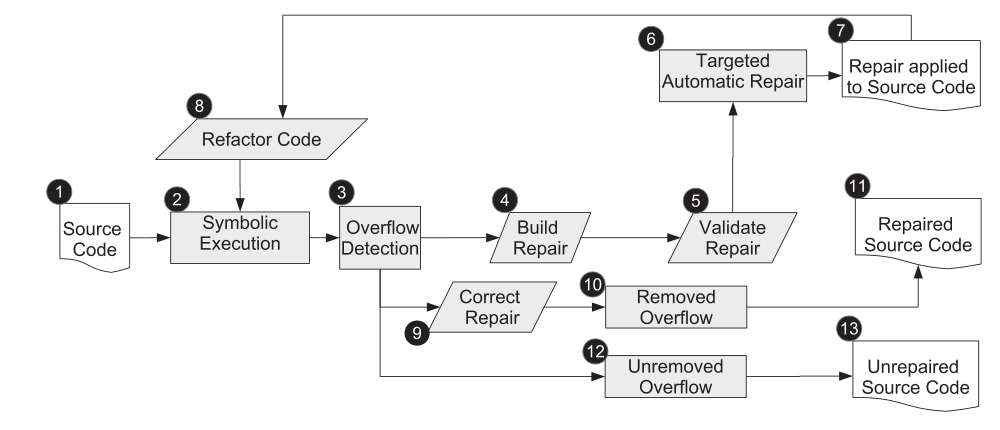 6
Targeted
Automatic Repair
7
Repair applied
to Source Code
8
Refactor Code
1
Source
Code
2
Symbolic
Execution
3
Overflow
Detection
4
Build
Repair
5
Validate
Repair
11
Repaired
Source Code
9
Correct
Repair
10
Removed
Overflow
12
Unremoved
Overflow
13
Unrepaired
Source Code